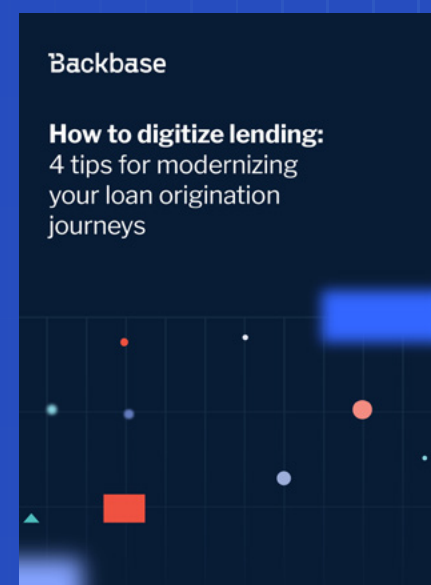 Backbase
How to digitize lending:
4 tips for modernizing
your loan origination
journeys